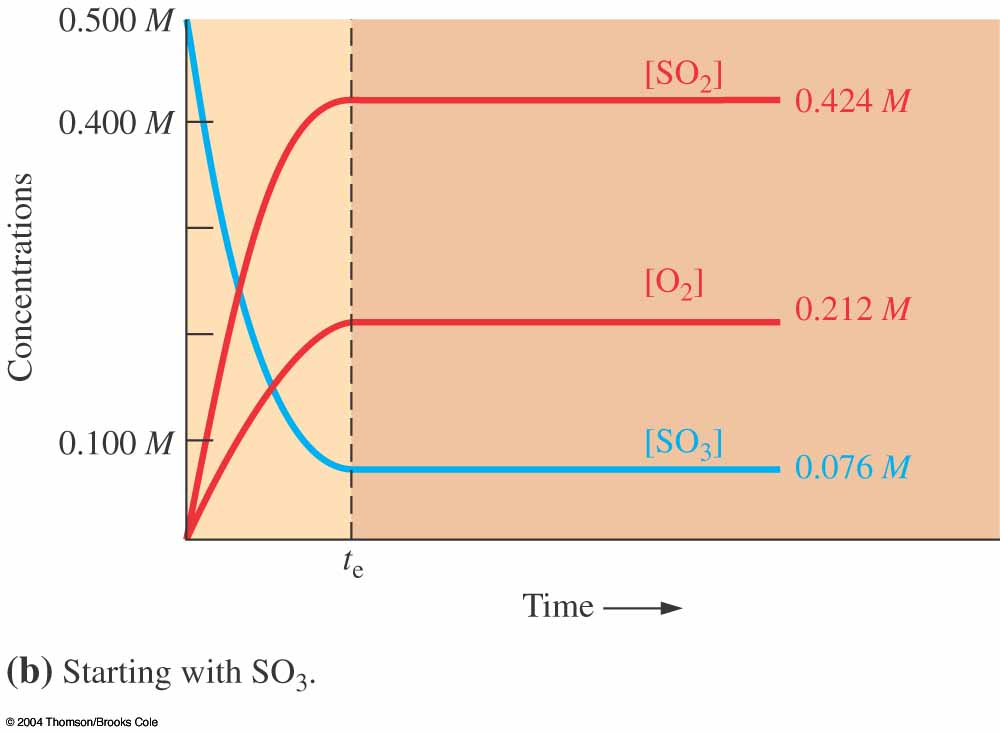 0.500 M
[SO₂]
0.424 M
0.400 M
Concentrations
[O₂]
0.212 M
0.100 M
[SO₃]
0.076 M
tₑ
Time
(b) Starting with SO₃.
© 2004 Thomson/Brooks Cole